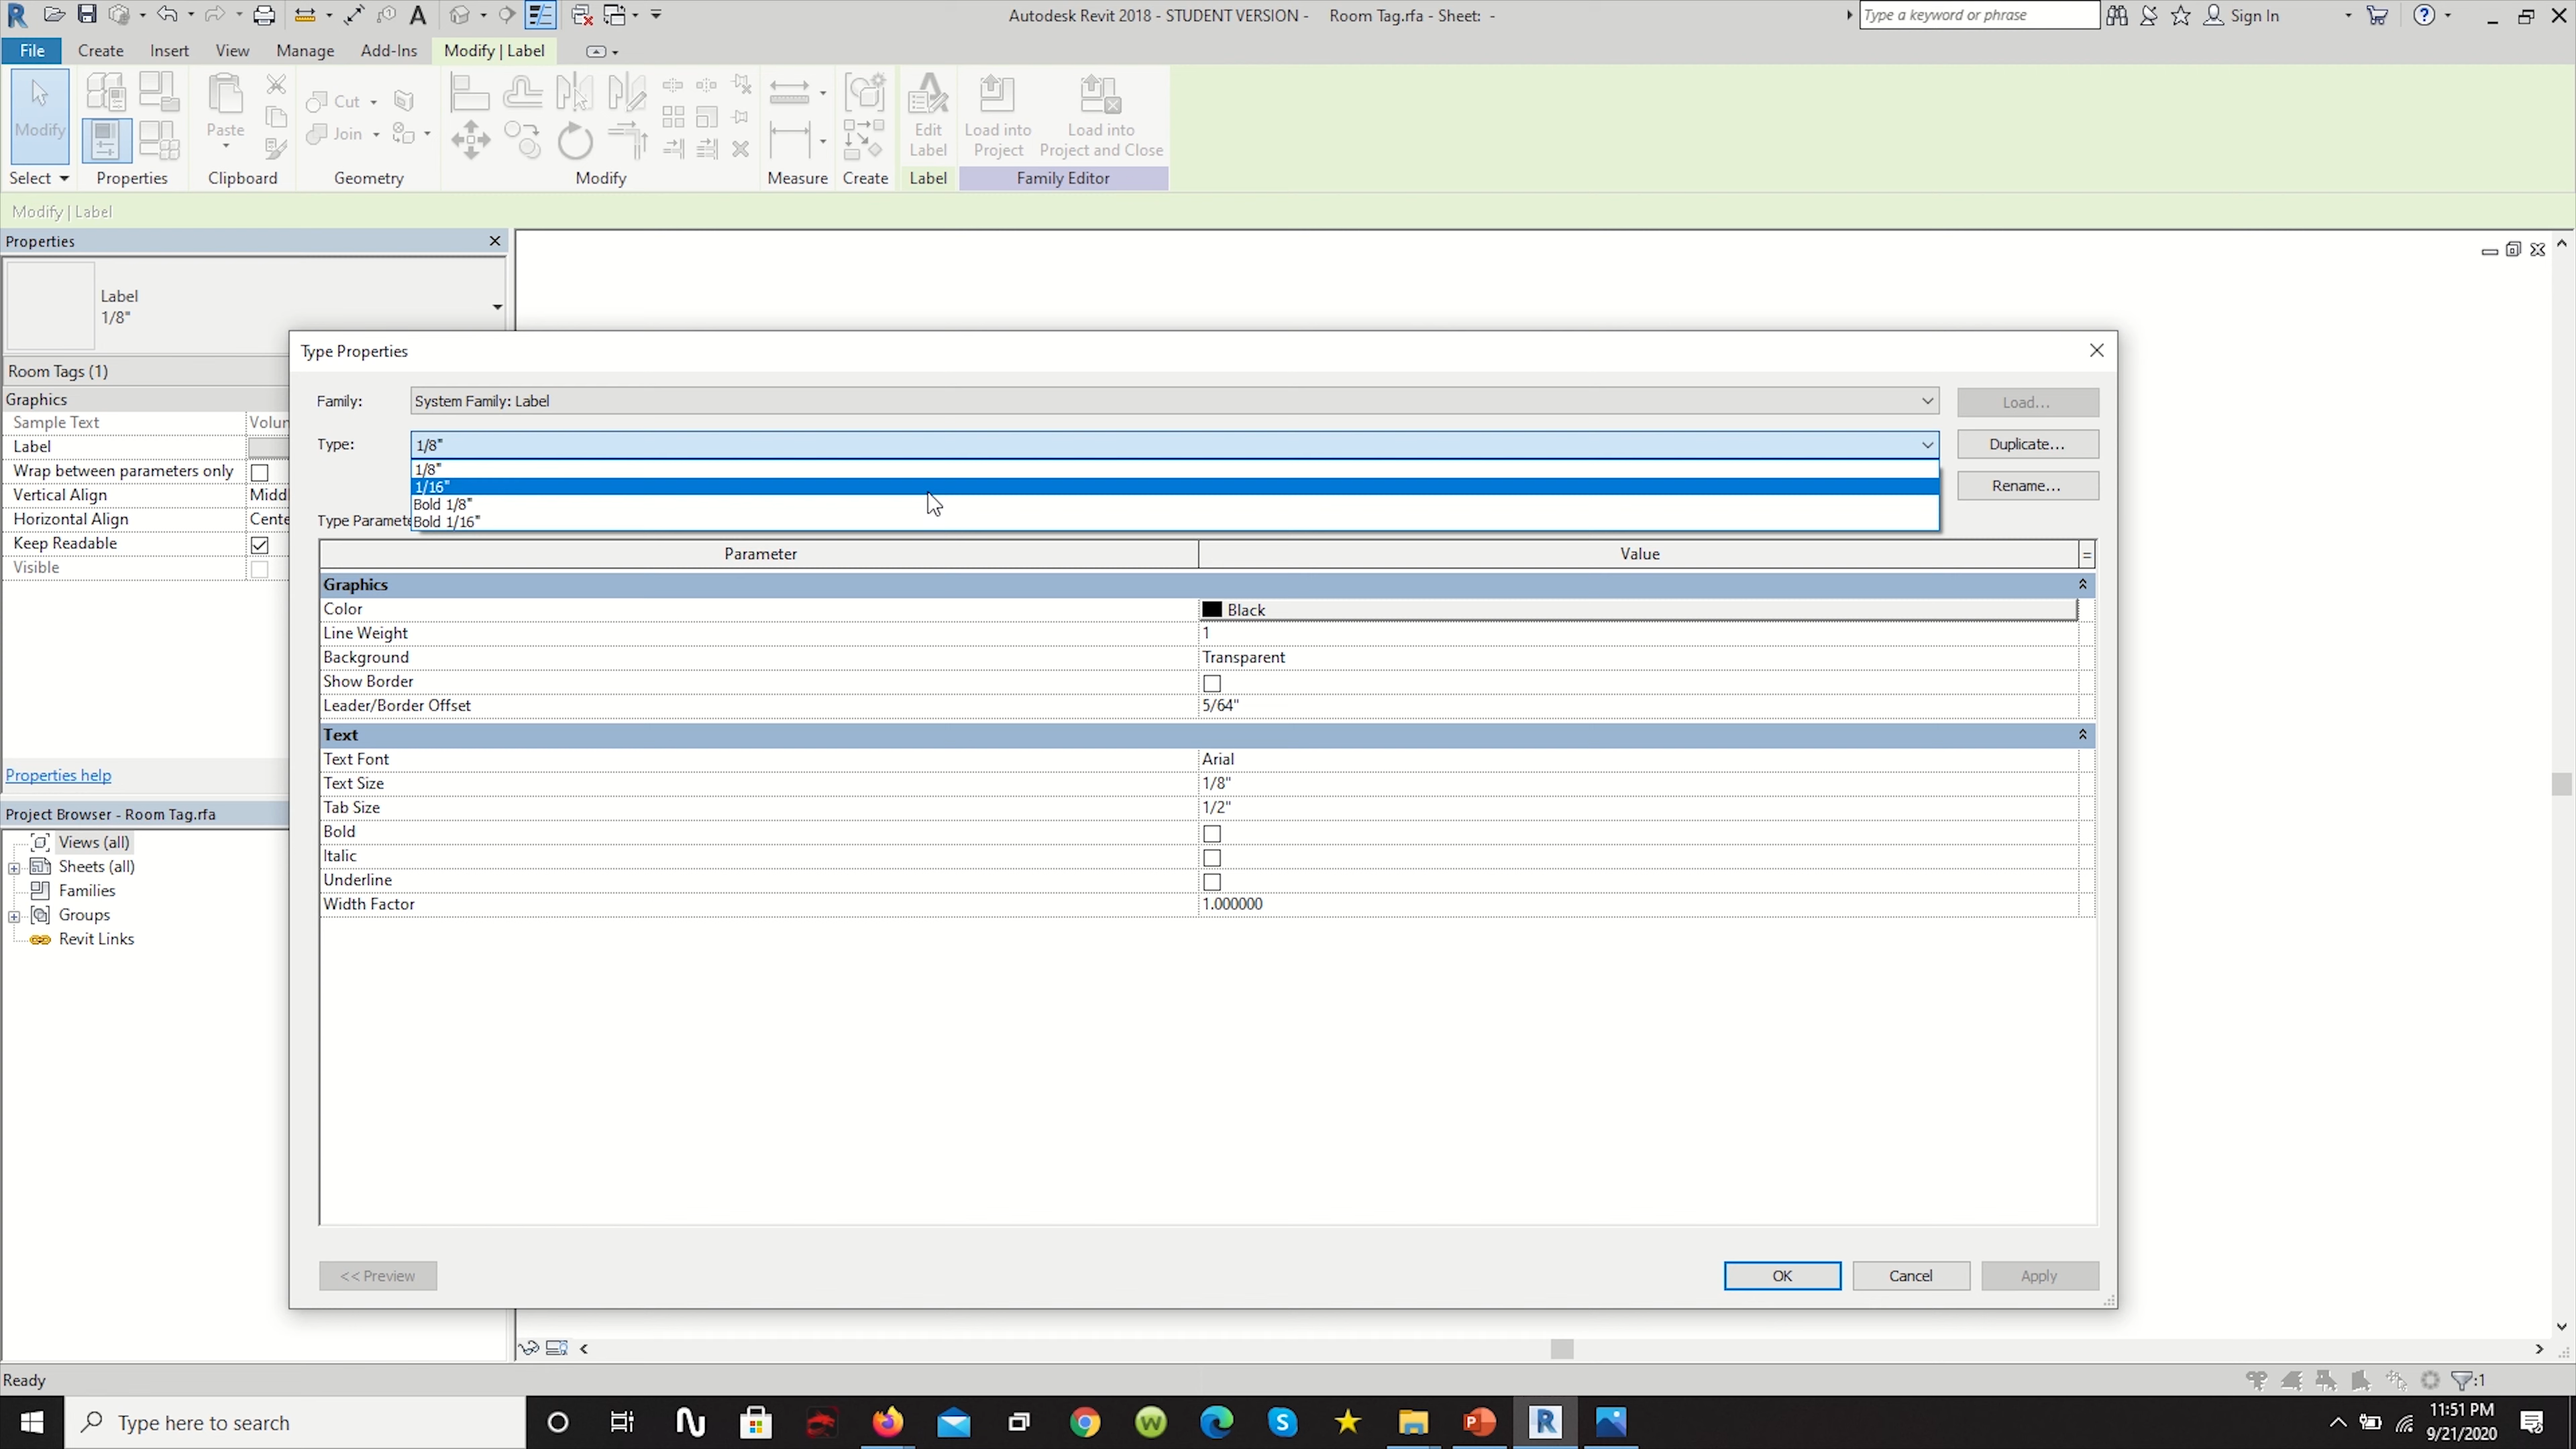 Autodesk Revit 2018 - STUDENT VERSION - Room Tag.rfa - Sheet: -
Type a keyword or phrase
Sign In
File Create Insert View Manage Add-Ins Modify | Label
Modify
Paste
Cut
Join
Edit Label
Load into Project
Load into Project and Close
Select Properties Clipboard Geometry Modify Measure Create Label Family Editor
Modify | Label
Properties
Label
1/8"
Room Tags (1)
Graphics
Sample Text Volun
Label
Wrap between parameters only
Vertical Align Middl
Horizontal Align Cente
Keep Readable
Visible
Properties help
Project Browser - Room Tag.rfa
Views (all)
Sheets (all)
Families
Groups
Revit Links
Type Properties
Family: System Family: Label Load...
Type: 1/8" Duplicate...
1/8"
1/16" Rename...
Bold 1/8"
Bold 1/16"
Type Paramete
Parameter Value =
Graphics
Color Black
Line Weight 1
Background Transparent
Show Border
Leader/Border Offset 5/64"
Text
Text Font Arial
Text Size 1/8"
Tab Size 1/2"
Bold
Italic
Underline
Width Factor 1.000000
<< Preview OK Cancel Apply
Ready
:1
Type here to search
11:51 PM
9/21/2020